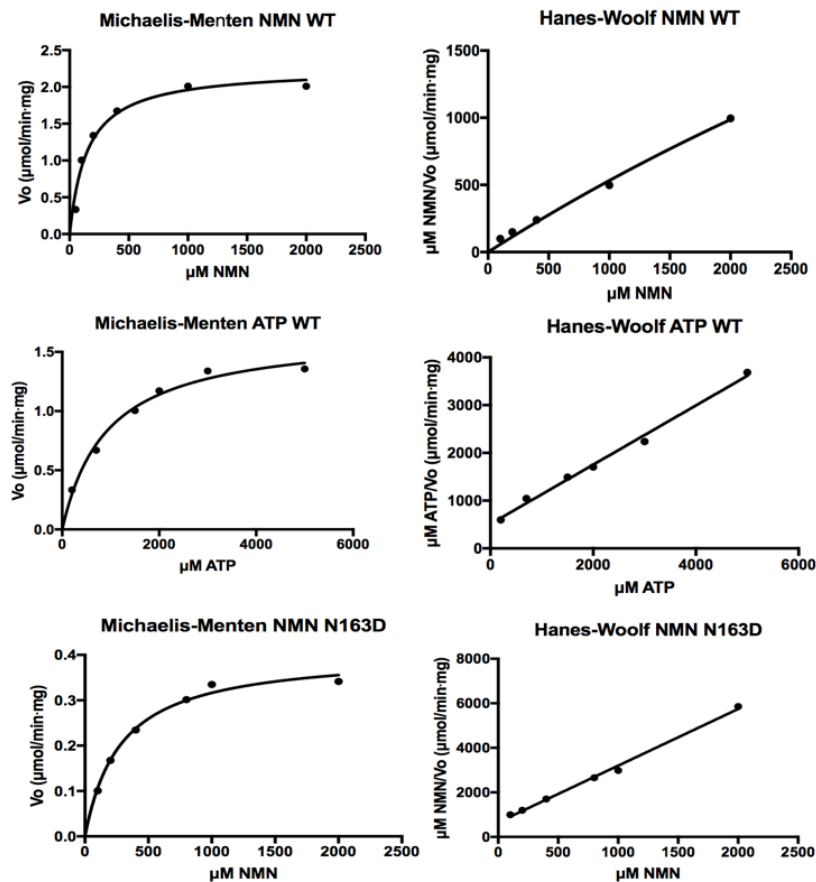 Michaelis-Menten NMN WT
Vo (µmol/min·mg)
2.5
2.0
1.5
1.0
0.5
0.0
0 500 1000 1500 2000 2500
µM NMN
Hanes-Woolf NMN WT
µM NMN/Vo (µmol/min·mg)
1500
1000
500
0
0 500 1000 1500 2000 2500
µM NMN
Michaelis-Menten ATP WT
Vo (µmol/min·mg)
1.5
1.0
0.5
0.0
0 2000 4000 6000
µM ATP
Hanes-Woolf ATP WT
µM ATP/Vo (µmol/min·mg)
4000
3000
2000
1000
0
0 2000 4000 6000
µM ATP
Michaelis-Menten NMN N163D
Vo (µmol/min·mg)
0.4
0.3
0.2
0.1
0.0
0 500 1000 1500 2000 2500
µM NMN
Hanes-Woolf NMN N163D
µM NMN/Vo (µmol/min·mg)
8000
6000
4000
2000
0
0 500 1000 1500 2000 2500
µM NMN